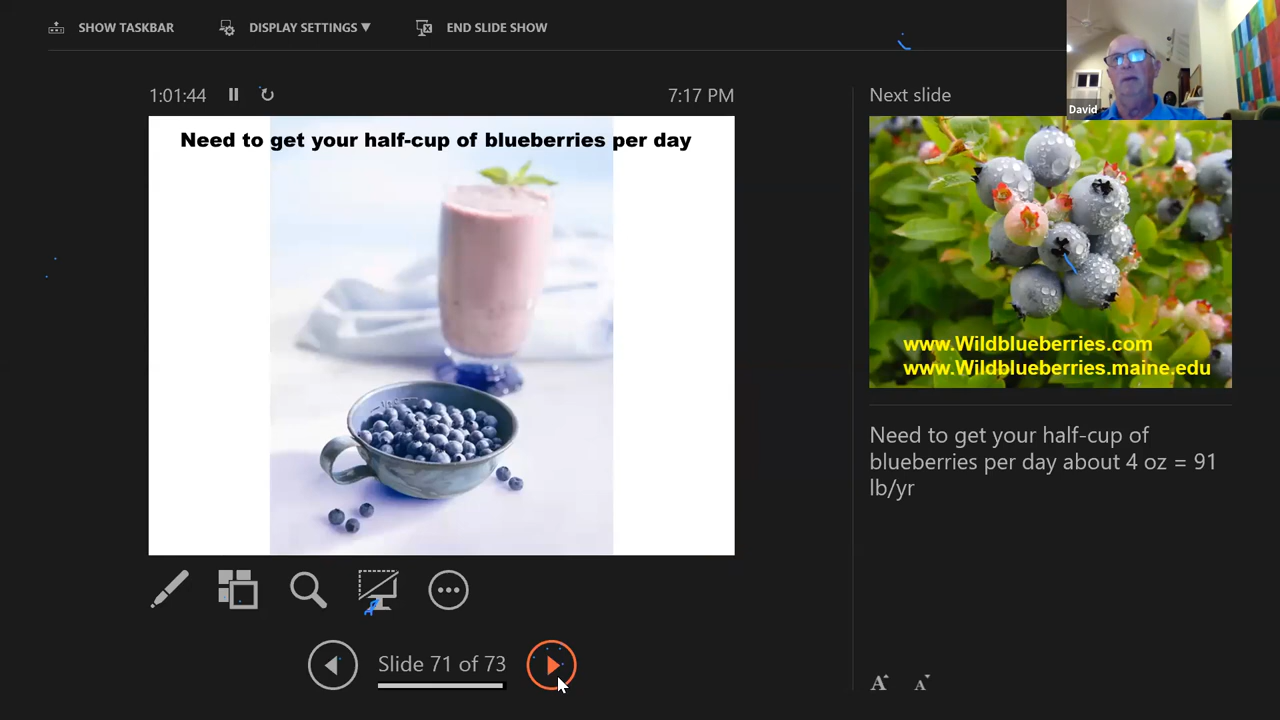 SHOW TASKBAR
DISPLAY SETTINGS ▼
END SLIDE SHOW
David
1:01:44
7:17 PM
Next slide
Need to get your half-cup of blueberries per day
www.Wildblueberries.com
www.Wildblueberries.maine.edu
Need to get your half-cup of
blueberries per day about 4 oz = 91
lb/yr
Slide 71 of 73
A A